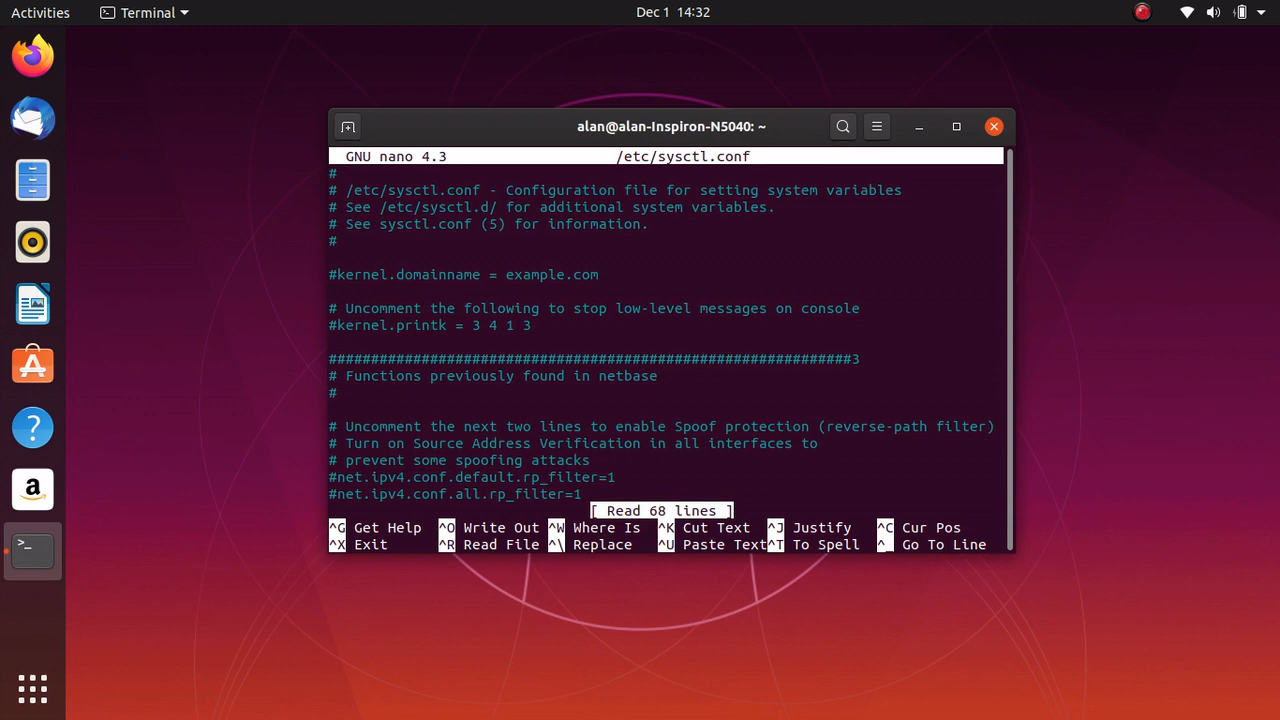 Activities Terminal Dec 1 14:32
alan@alan-Inspiron-N5040: ~
GNU nano 4.3 /etc/sysctl.conf
#
# /etc/sysctl.conf - Configuration file for setting system variables
# See /etc/sysctl.d/ for additional system variables.
# See sysctl.conf (5) for information.
#
#kernel.domainname = example.com
# Uncomment the following to stop low-level messages on console
#kernel.printk = 3 4 1 3
##############################################################3
# Functions previously found in netbase
#
# Uncomment the next two lines to enable Spoof protection (reverse-path filter)
# Turn on Source Address Verification in all interfaces to
# prevent some spoofing attacks
#net.ipv4.conf.default.rp_filter=1
#net.ipv4.conf.all.rp_filter=1
[ Read 68 lines ]
^G Get Help ^O Write Out ^W Where Is ^K Cut Text ^J Justify ^C Cur Pos
^X Exit ^R Read File ^\ Replace ^U Paste Text ^T To Spell ^_ Go To Line